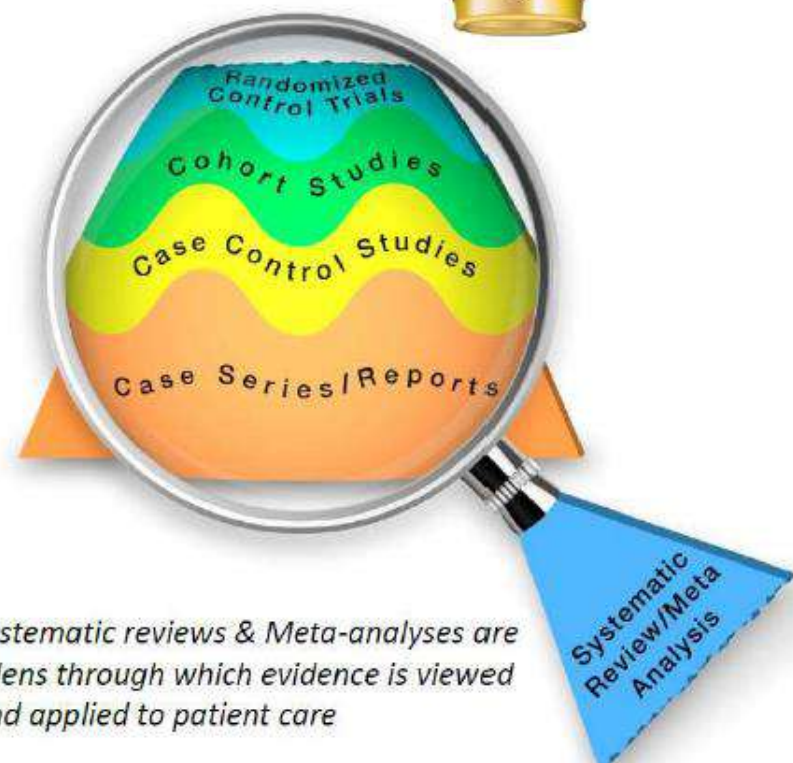 Randomized
Control Trials
Cohort Studies
Case Control Studies
Case Series/Reports
Systematic
Review/Meta
Analysis
stematic reviews & Meta-analyses are
lens through which evidence is viewed
nd applied to patient care